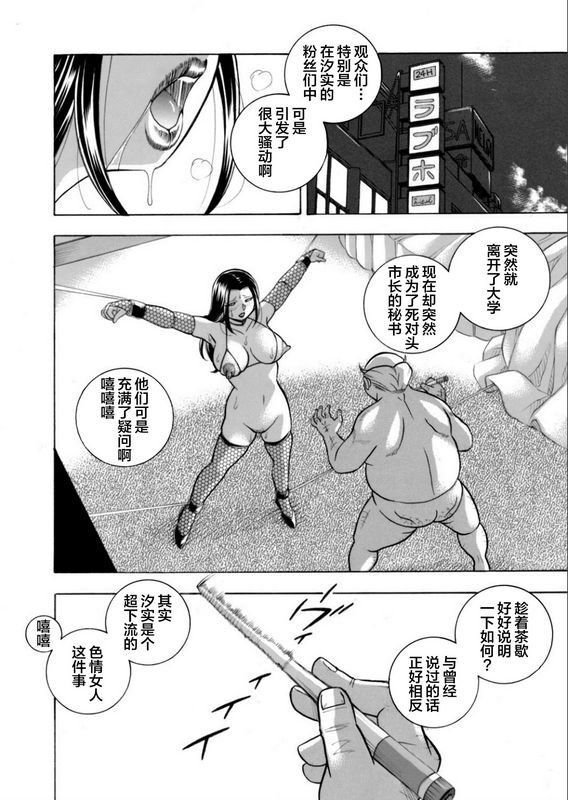 观众们…
特别是
在汐实的
粉丝们中
可是
引发了
很大骚动啊
24H
ラブホ
突然就
离开了大学
现在却突然
成为了死对头
市长的秘书
他们可是
充满了疑问啊
嘻嘻嘻
趁着茶歇
好好说明
一下如何？
与曾经
说过的话
正好相反
其实
汐实是个
超下流的
色情女人
这件事
嘻嘻